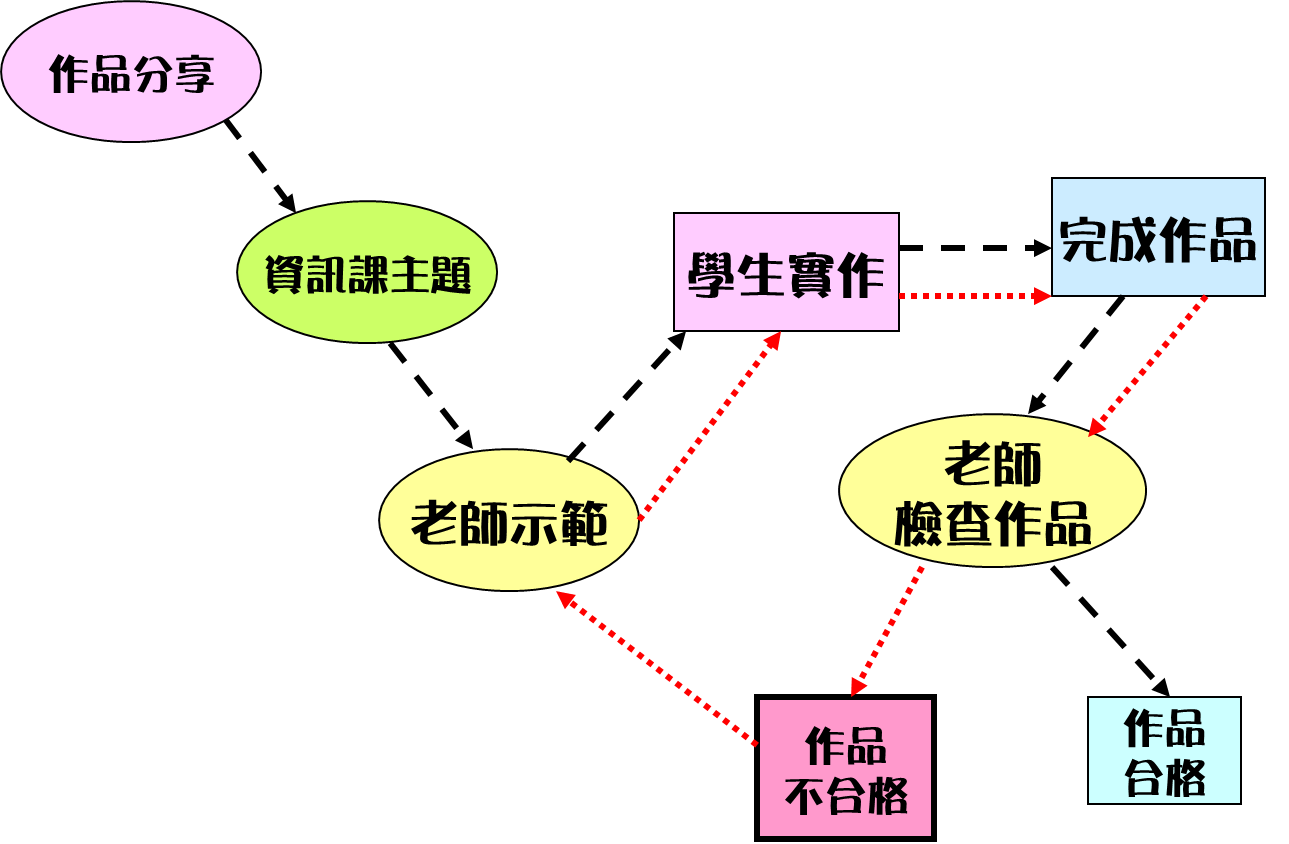 作品分享
資訊課主題
老師示範
學生實作
完成作品
老師
檢查作品
作品
不合格
作品
合格